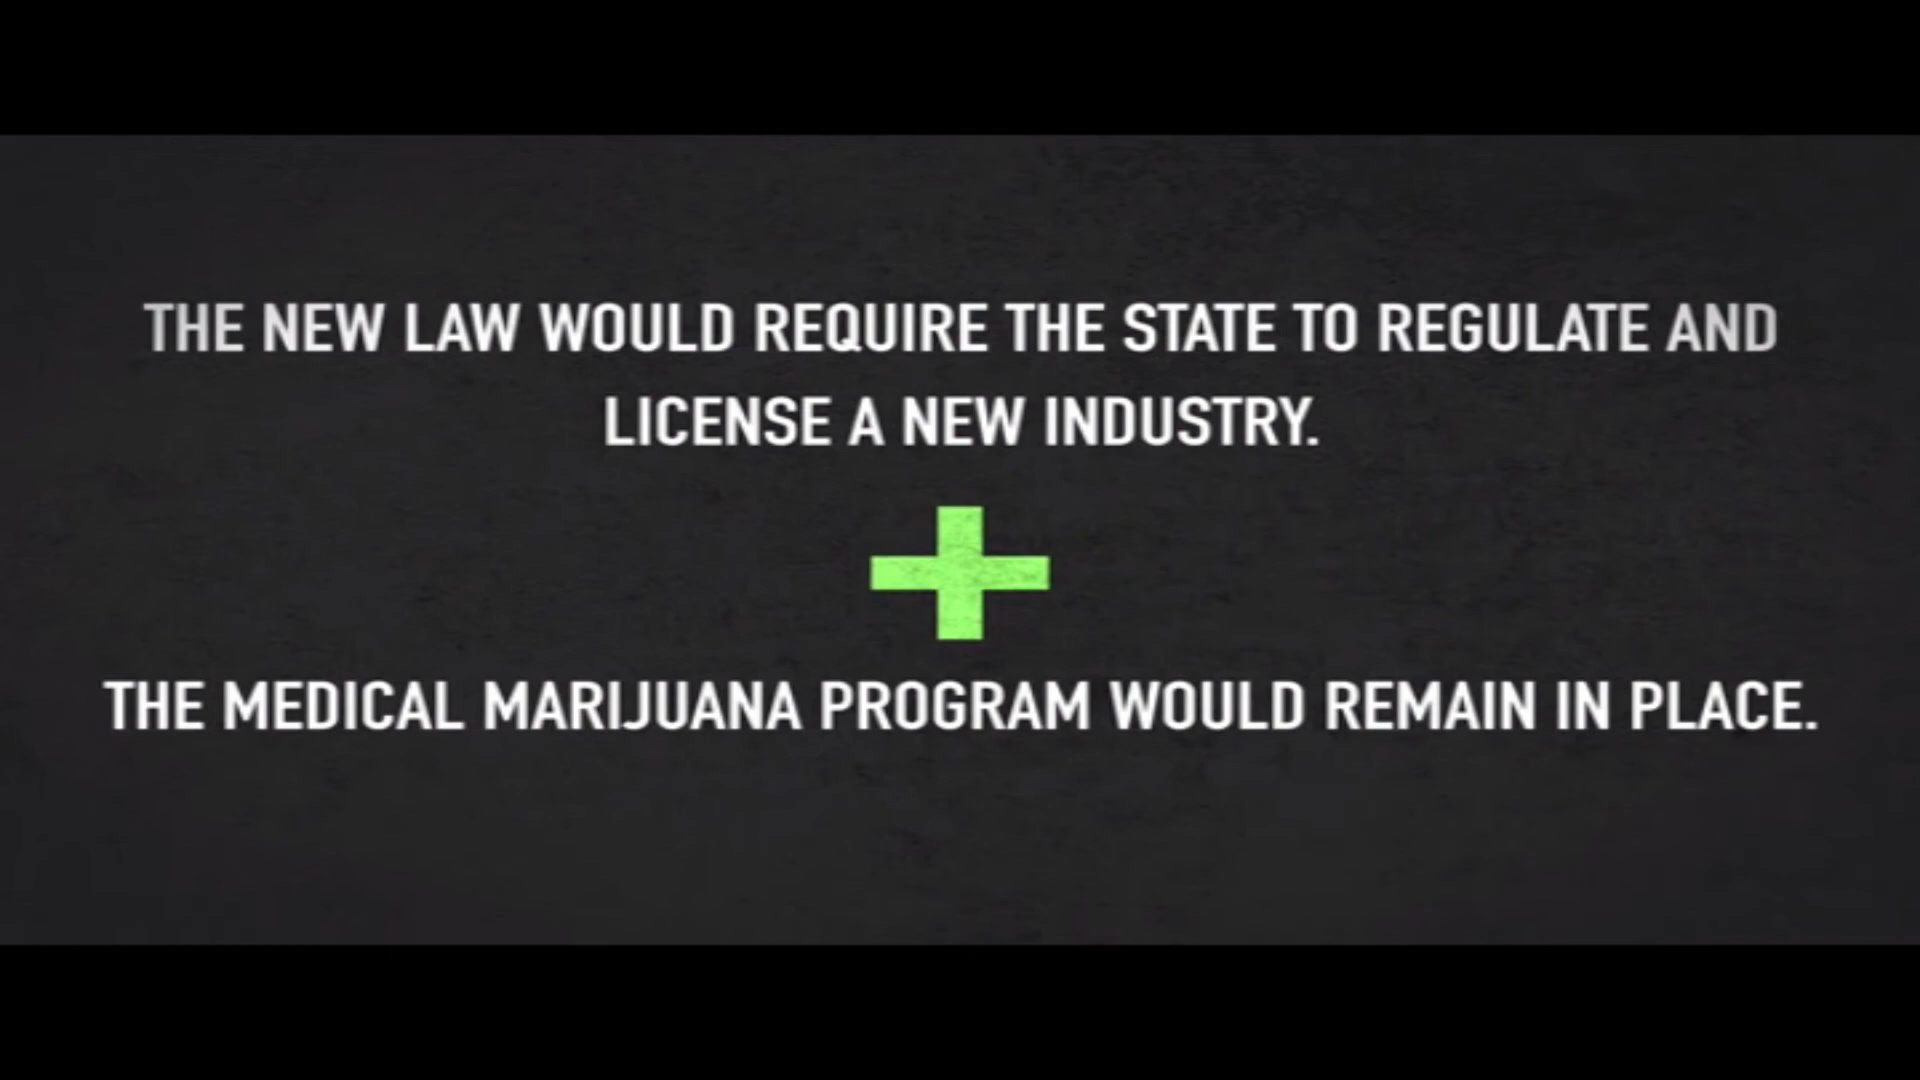 THE NEW LAW WOULD REQUIRE THE STATE TO REGULATE AND
LICENSE A NEW INDUSTRY.
THE MEDICAL MARIJUANA PROGRAM WOULD REMAIN IN PLACE.